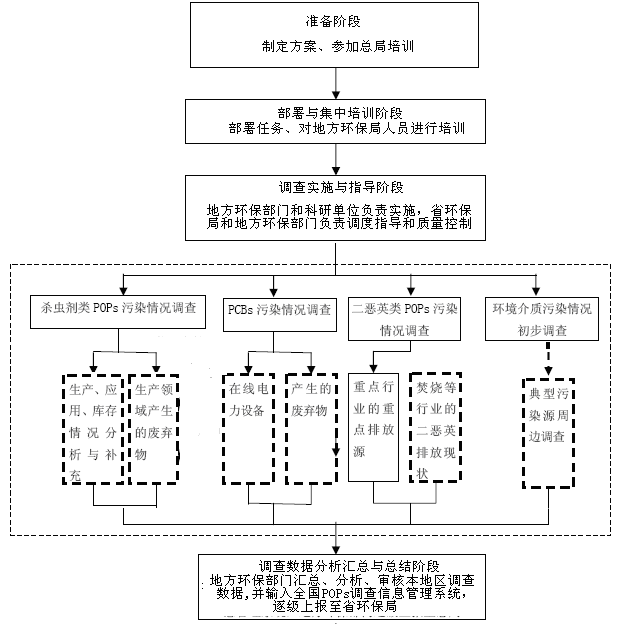 准备阶段
制定方案、参加总局培训
部署与集中培训阶段
部署任务、对地方环保局人员进行培训
调查实施与指导阶段
地方环保部门和科研单位负责实施，省环保
局和地方环保部门负责调度指导和质量控制
杀虫剂类POPs污染情况调查
PCBs污染情况调查
二恶英类POPs污染
情况调查
环境介质污染情况
初步调查
生产、应
用、库存
情况分
析与补
充
生产领
域产生
的废弃
物
在线电
力设备
产生的
废弃物
重点行
业的重
点排放
源
焚烧等
行业的
二恶英
排放现
状
典型污
染源周
边调查
调查数据分析汇总与总结阶段
地方环保部门汇总、分析、审核本地区调查
数据,并输入全国POPs调查信息管理系统，
逐级上报至省环保局